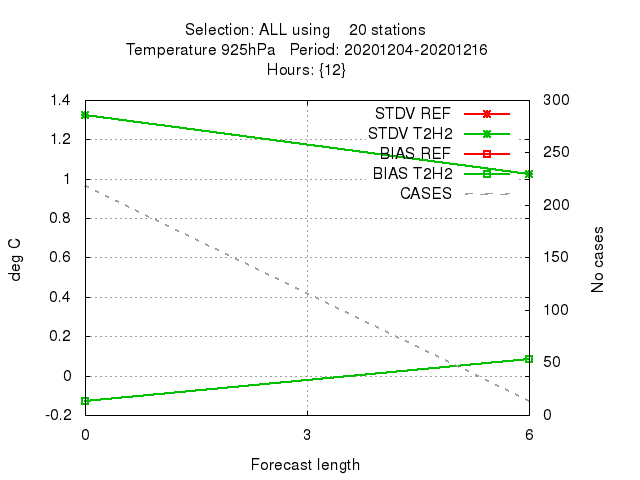 Selection: ALL using 20 stations
Temperature 925hPa Period: 20201204-20201216
Hours: {12}
1.4
1.2
1
0.8
0.6
0.4
0.2
0
-0.2
deg C
STDV REF
STDV T2H2
BIAS REF
BIAS T2H2
CASES
300
250
200
150
100
50
0
No cases
0
3
6
Forecast length